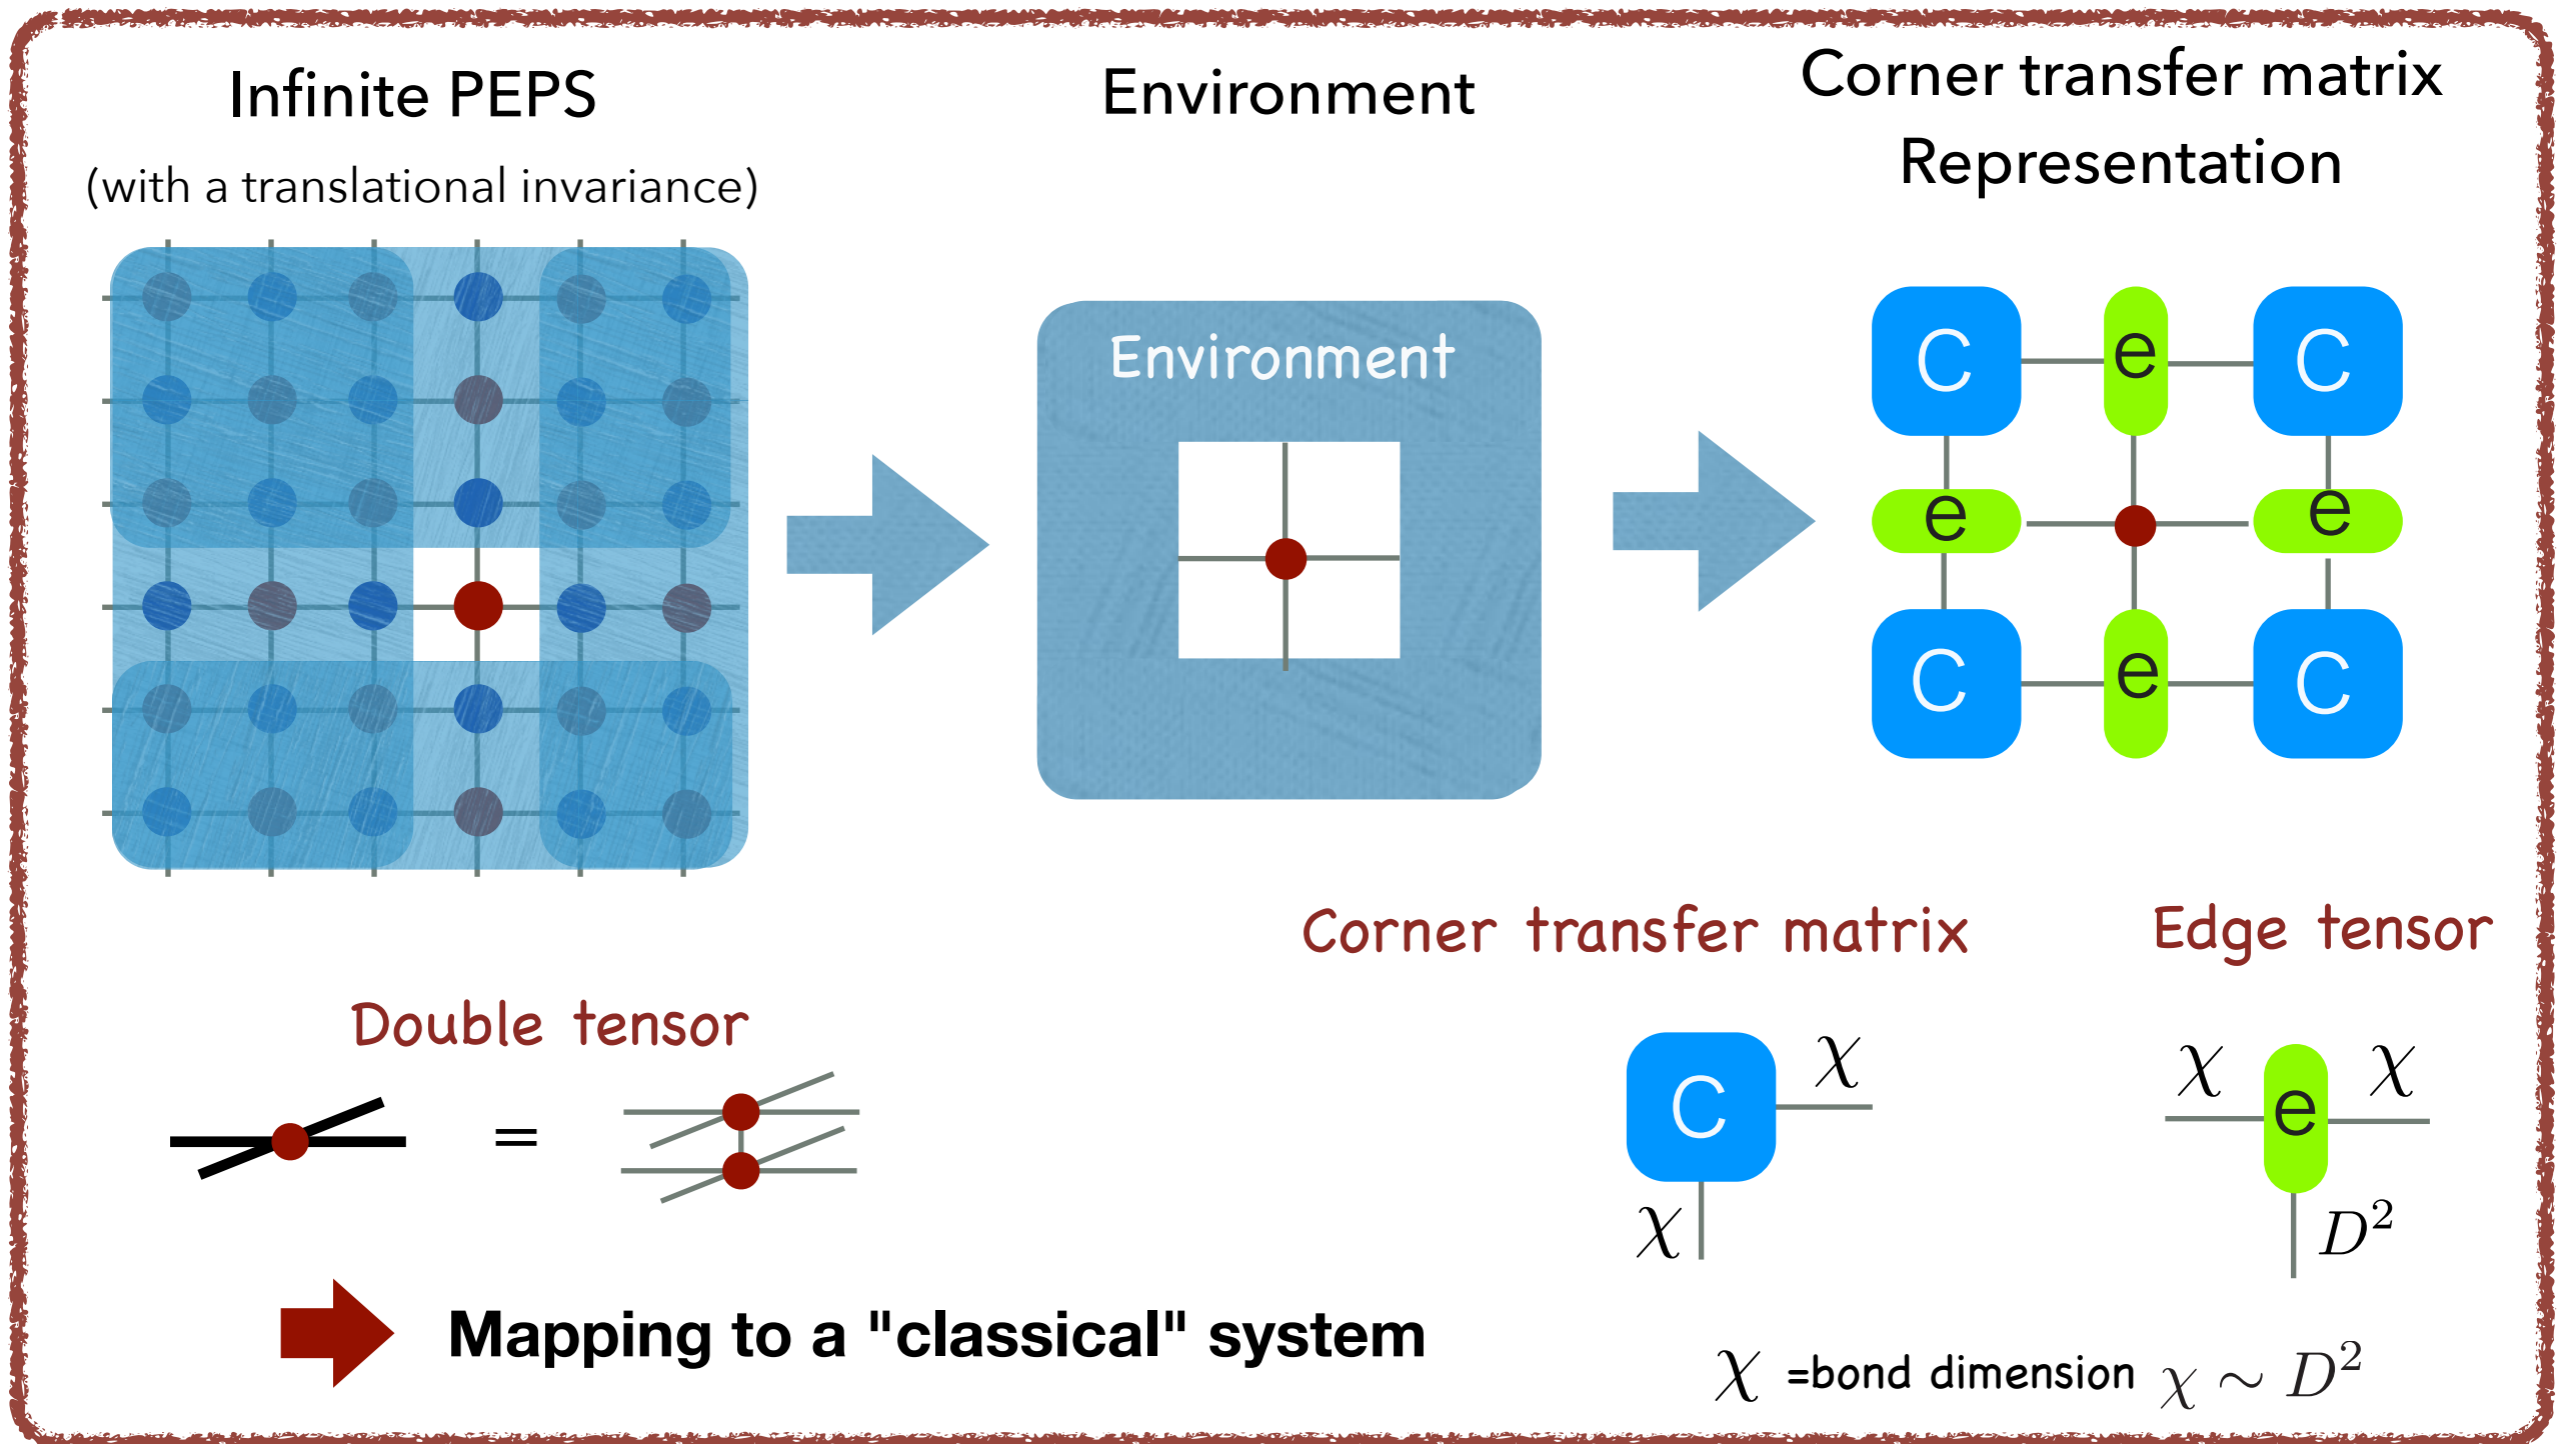 Infinite PEPS
(with a translational invariance)
Environment
Corner transfer matrix
Representation
Environment
C e C
e e
C e C
Corner transfer matrix
Edge tensor
Double tensor
=
C χ
χ
χ e χ
D²
Mapping to a "classical" system
χ =bond dimension χ ~ D²